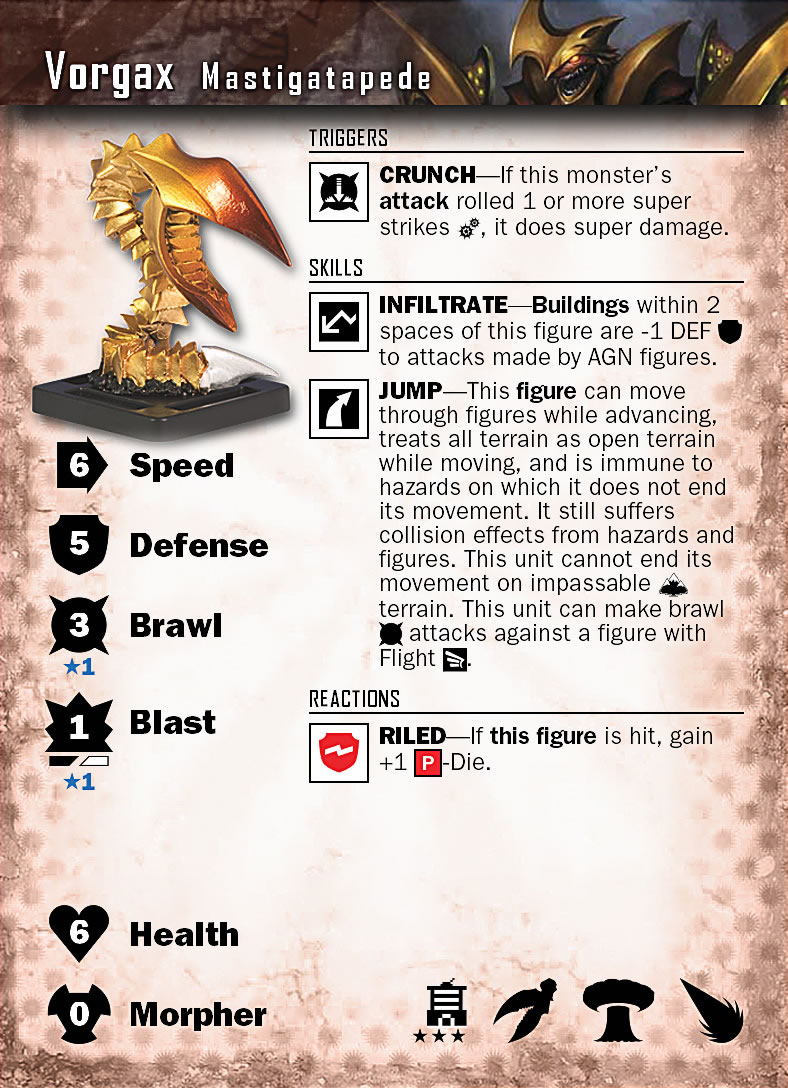 Vorgax Mastigatapede
TRIGGERS
CRUNCH—If this monster's
attack rolled 1 or more super
strikes , it does super damage.
SKILLS
INFILTRATE—Buildings within 2
spaces of this figure are -1 DEF
to attacks made by AGN figures.
JUMP—This figure can move
through figures while advancing,
treats all terrain as open terrain
while moving, and is immune to
hazards on which it does not end
its movement. It still suffers
collision effects from hazards and
figures. This unit cannot end its
movement on impassable
terrain. This unit can make brawl
attacks against a figure with
Flight .
REACTIONS
RILED—If this figure is hit, gain
+1 P-Die.
6 Speed
5 Defense
3 Brawl
★1
1 Blast
★1
6 Health
0 Morpher
★★★